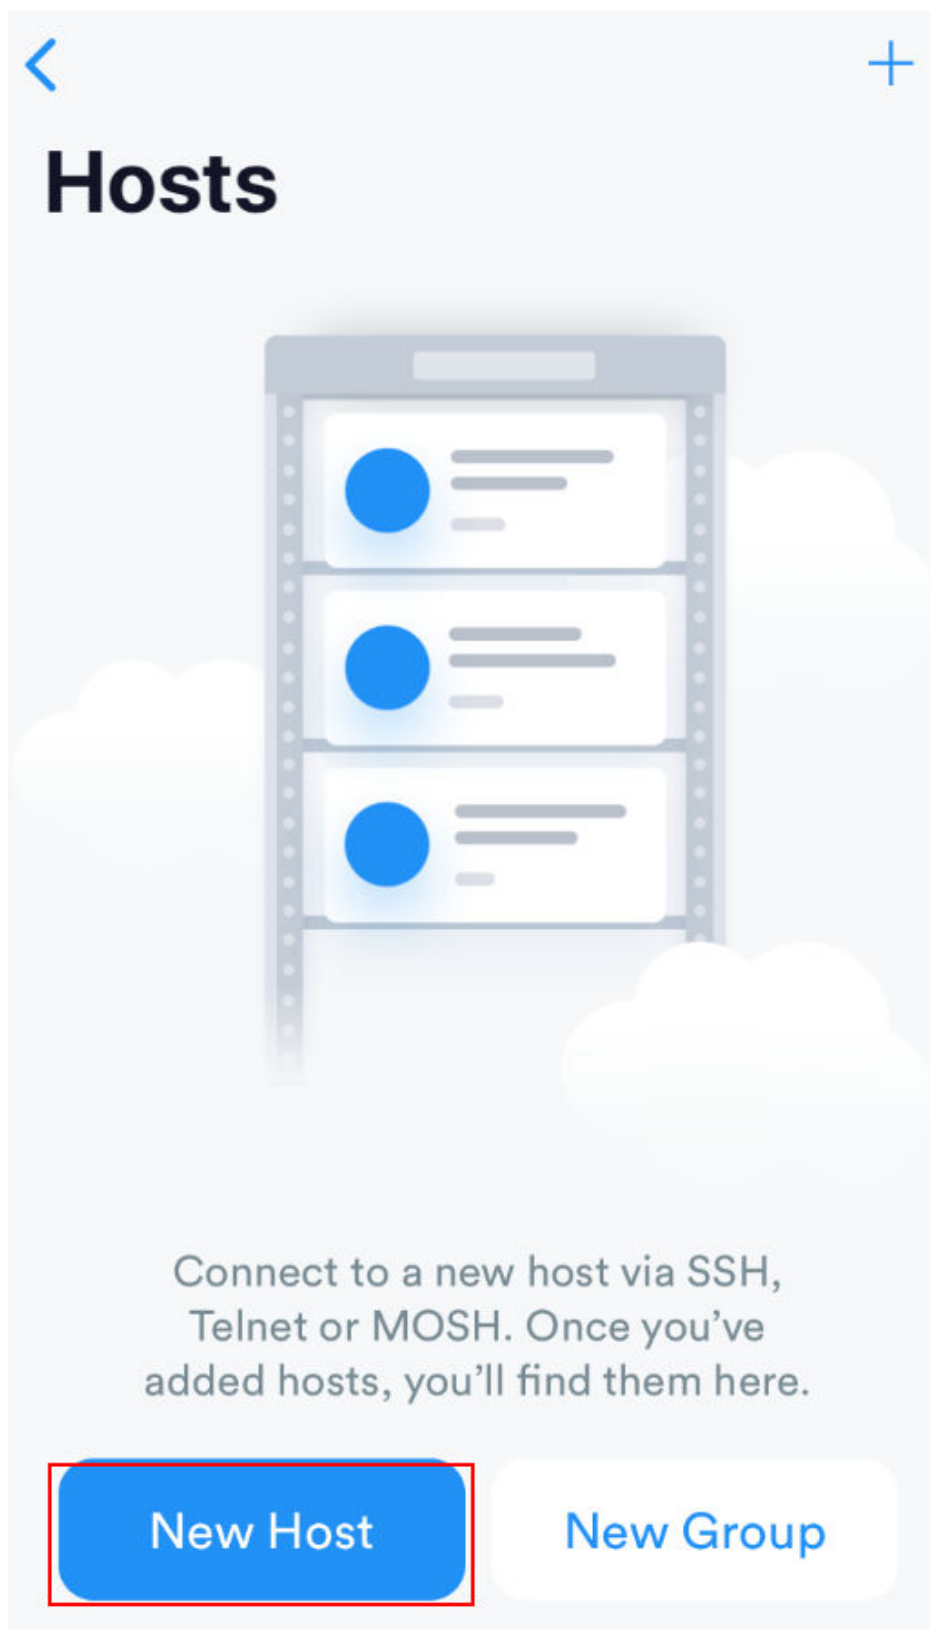 Hosts
Connect to a new host via SSH,
Telnet or MOSH. Once you’ve
added hosts, you’ll find them here.
New Host
New Group